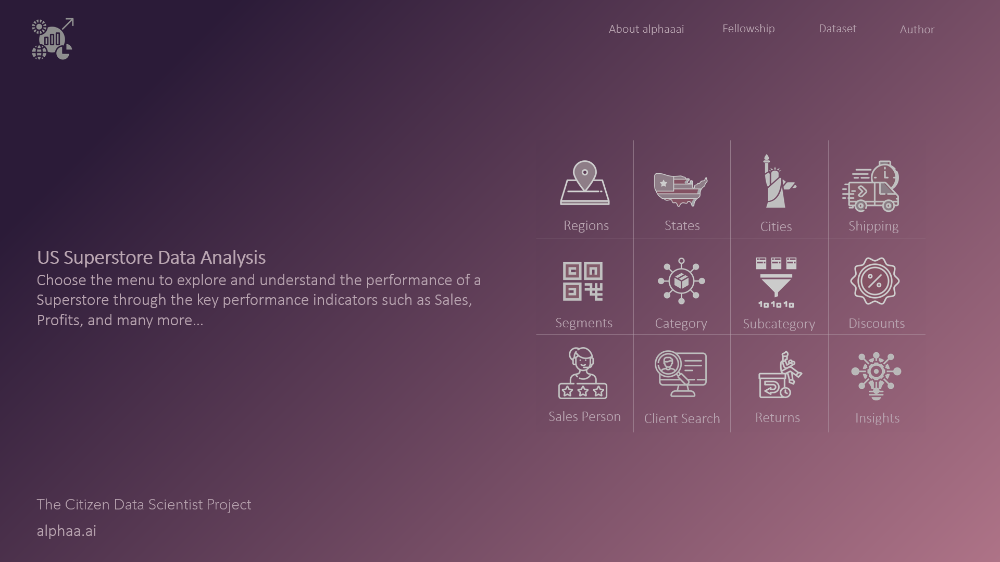 About alphaaai
Fellowship
Dataset
Author
Regions
States
Cities
Shipping
US Superstore Data Analysis
Choose the menu to explore and understand the performance of a
Superstore through the key performance indicators such as Sales,
Profits, and many more...
Segments
Category
Subcategory
Discounts
101010
Sales Person
Client Search
Returns
Insights
The Citizen Data Scientist Project
alphaa.ai